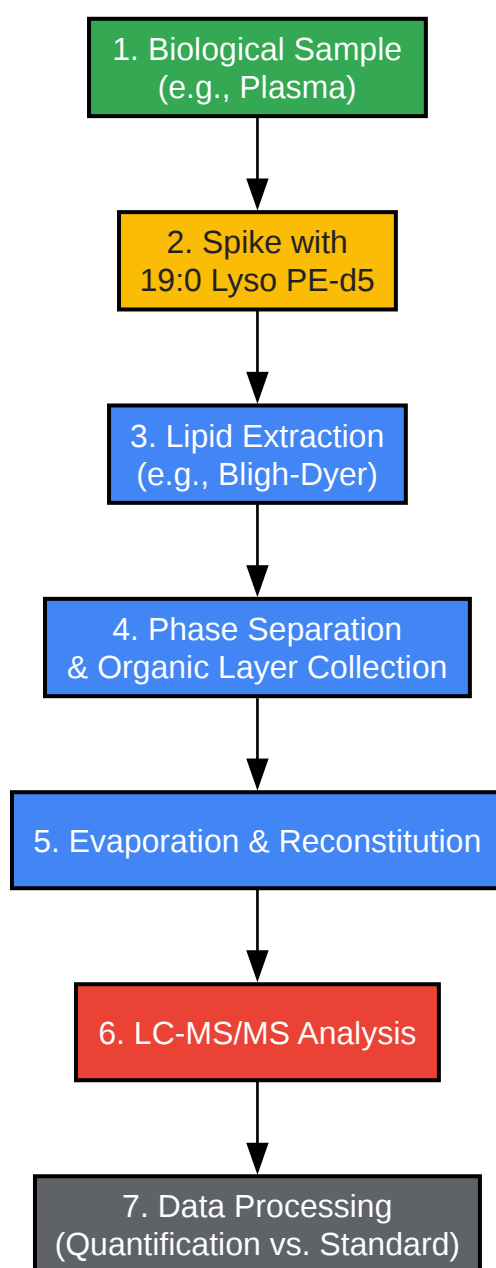 1. Biological Sample
(e.g., Plasma)
2. Spike with
19:0 Lyso PE-d5
3. Lipid Extraction
(e.g., Bligh-Dyer)
4. Phase Separation
& Organic Layer Collection
5. Evaporation & Reconstitution
6. LC-MS/MS Analysis
7. Data Processing
(Quantification vs. Standard)